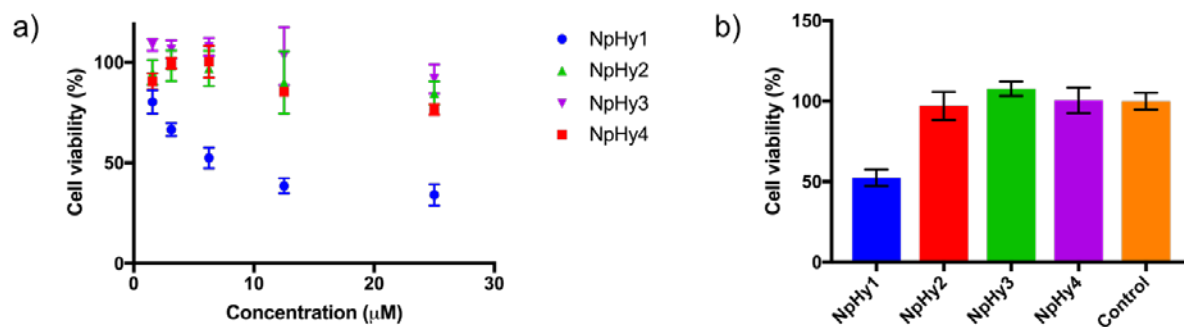 a)
Cell viability (%)
100
50
0
0
10
20
30
Concentration (μM)
NpHy1
NpHy2
NpHy3
NpHy4
b)
Cell viability (%)
150
100
50
0
NpHy1
NpHy2
NpHy3
NpHy4
Control